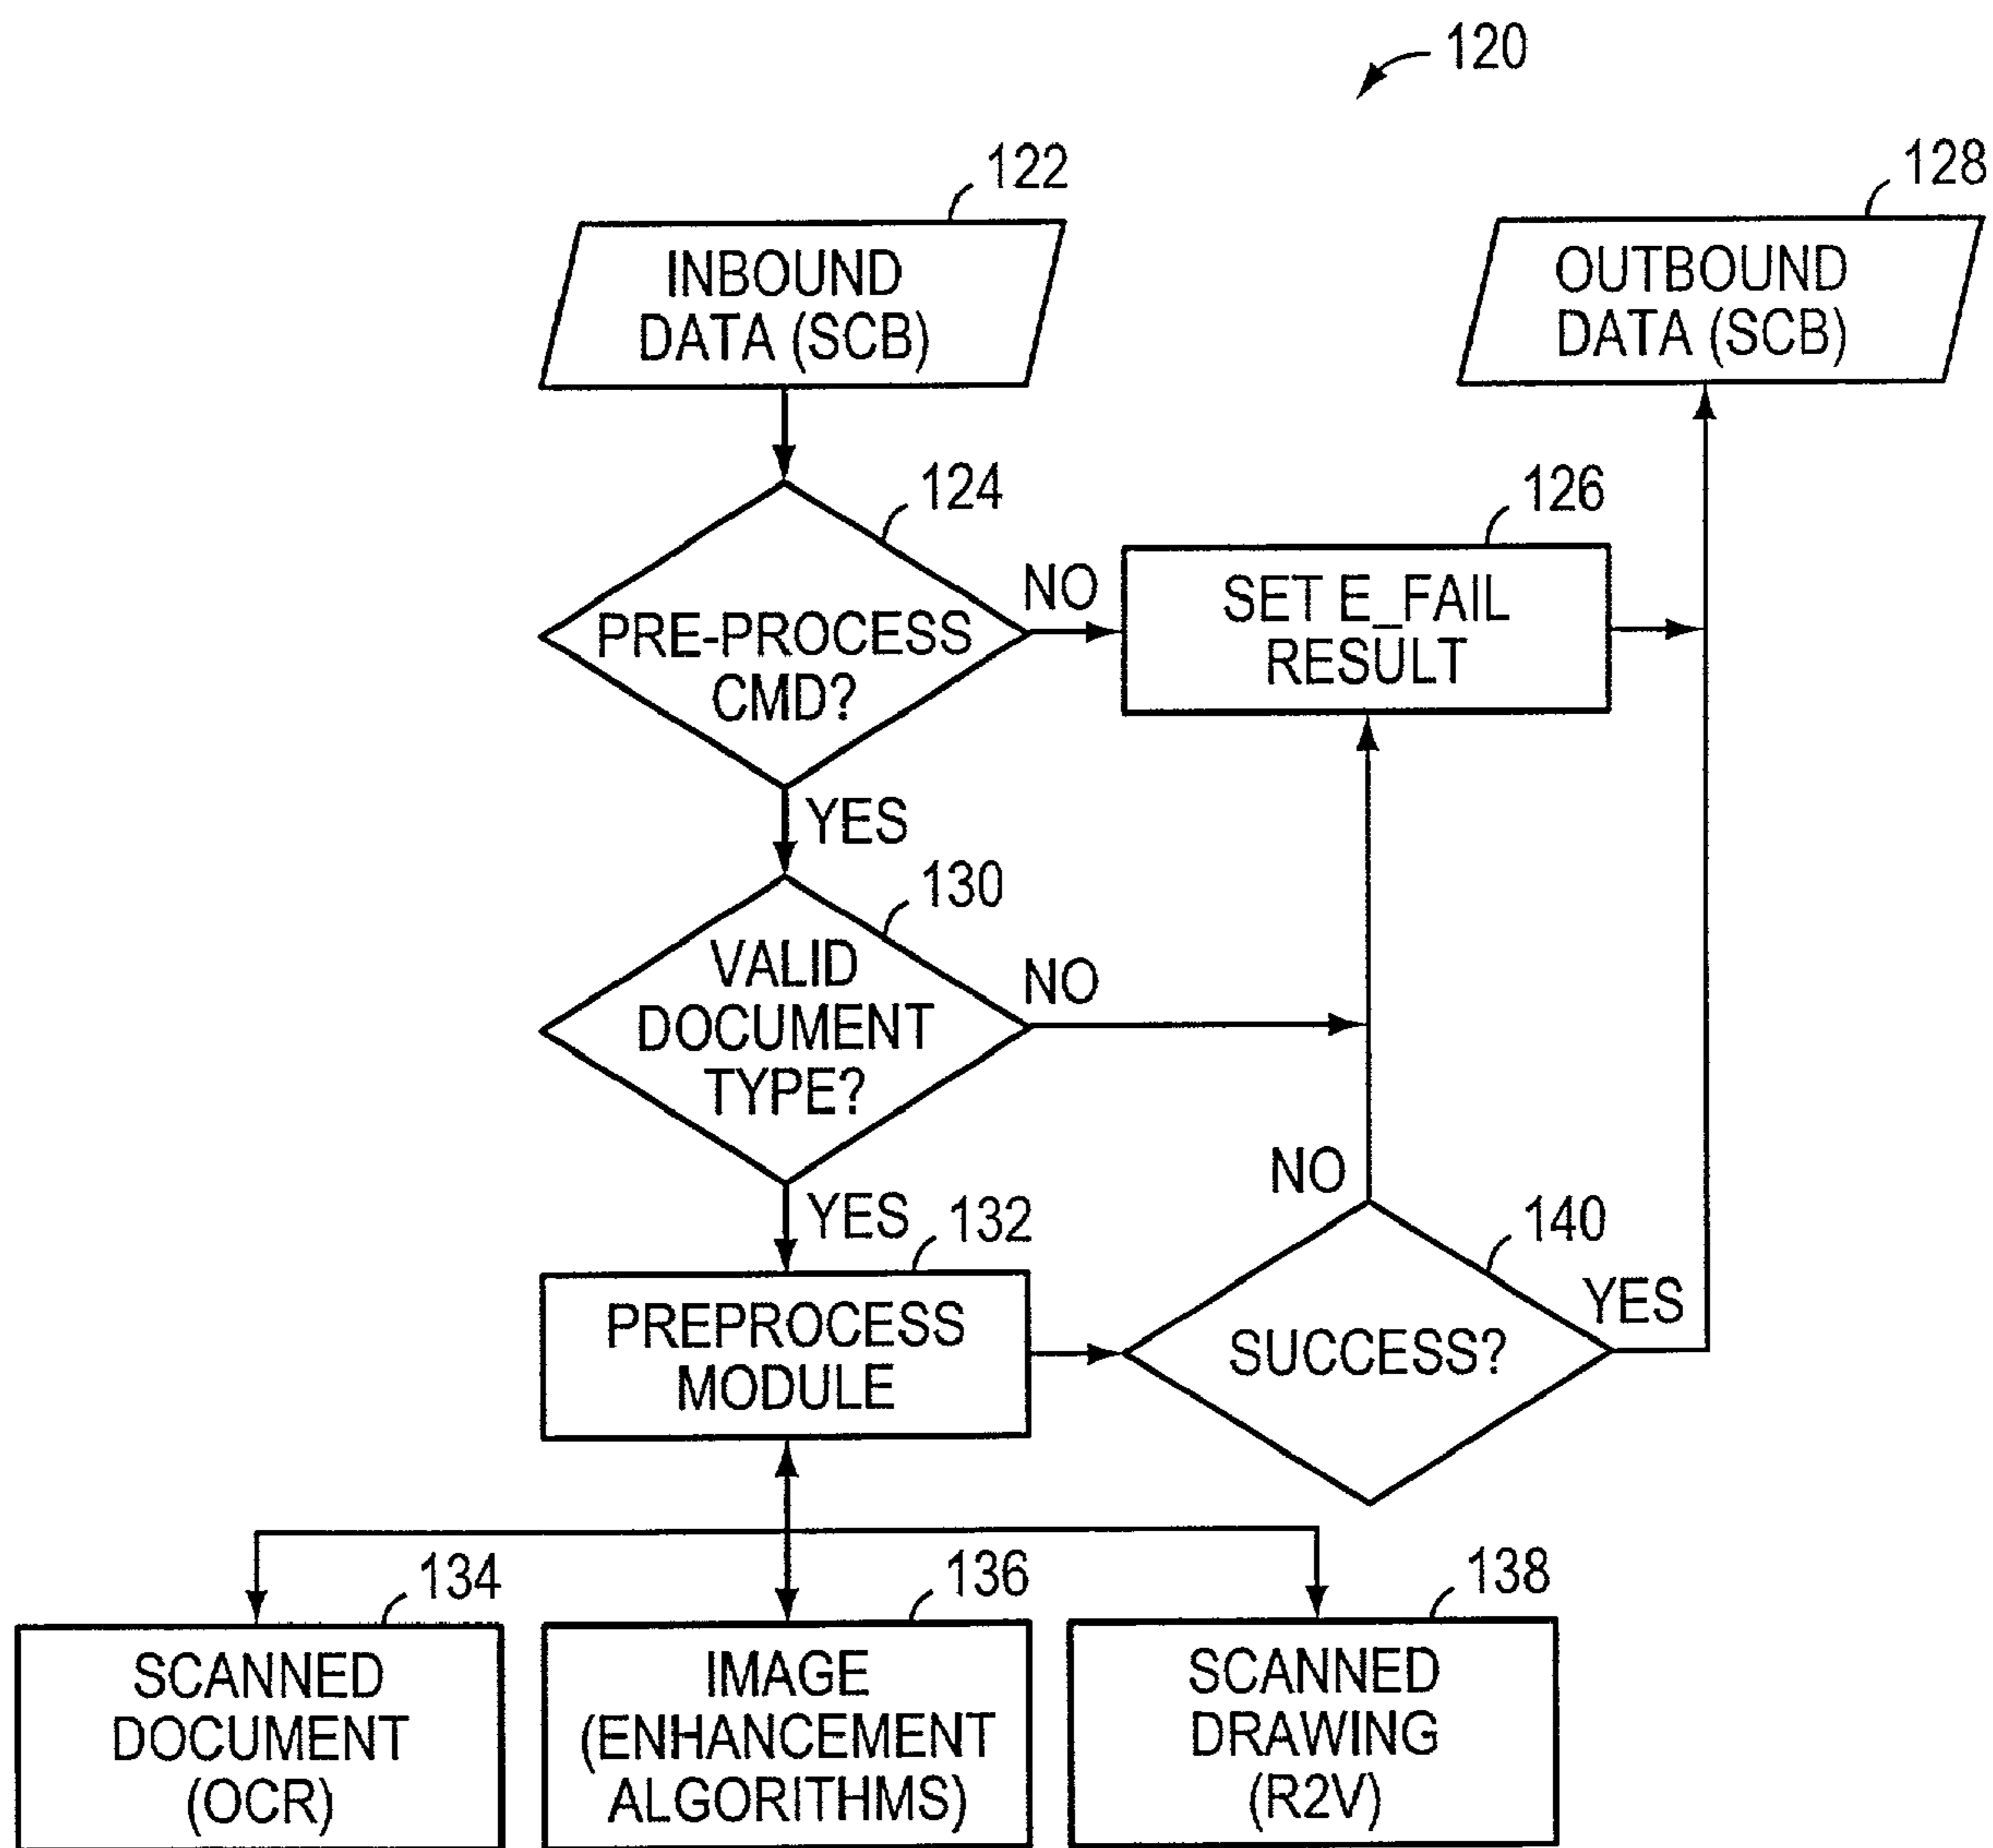 120
122
128
INBOUND
DATA (SCB)
OUTBOUND
DATA (SCB)
124
126
PRE-PROCESS
CMD?
NO
SET E_FAIL
RESULT
YES
130
VALID
DOCUMENT
TYPE?
NO
YES
132
NO
140
PREPROCESS
MODULE
SUCCESS?
YES
134
136
138
SCANNED
DOCUMENT
(OCR)
IMAGE
(ENHANCEMENT
ALGORITHMS)
SCANNED
DRAWING
(R2V)